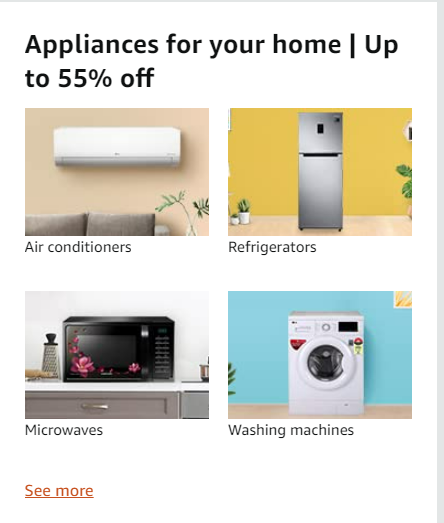 Appliances for your home | Up
to 55% off
Air conditioners
Refrigerators
Microwaves
Washing machines
See more